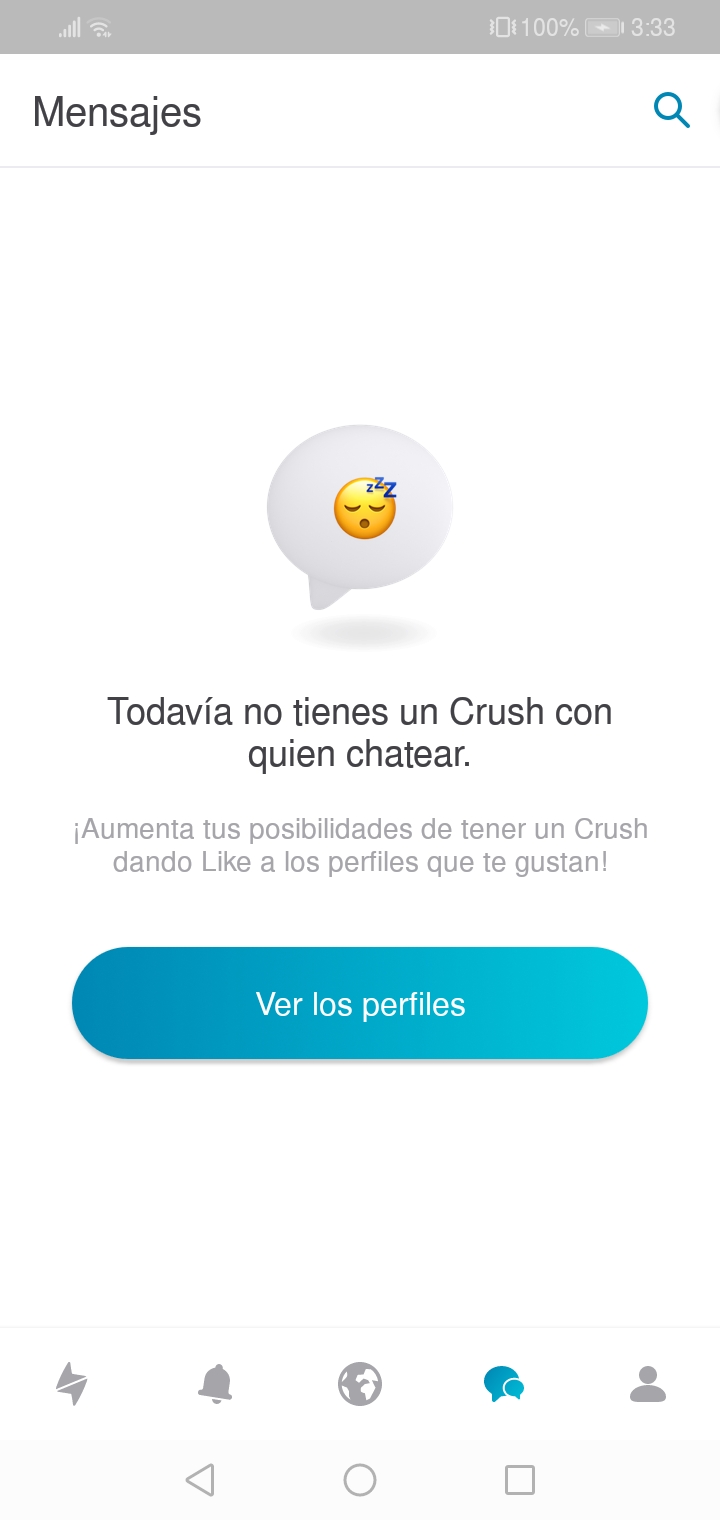 100% 3:33
Mensajes
Todavía no tienes un Crush con
quien chatear.
¡Aumenta tus posibilidades de tener un Crush
dando Like a los perfiles que te gustan!
Ver los perfiles